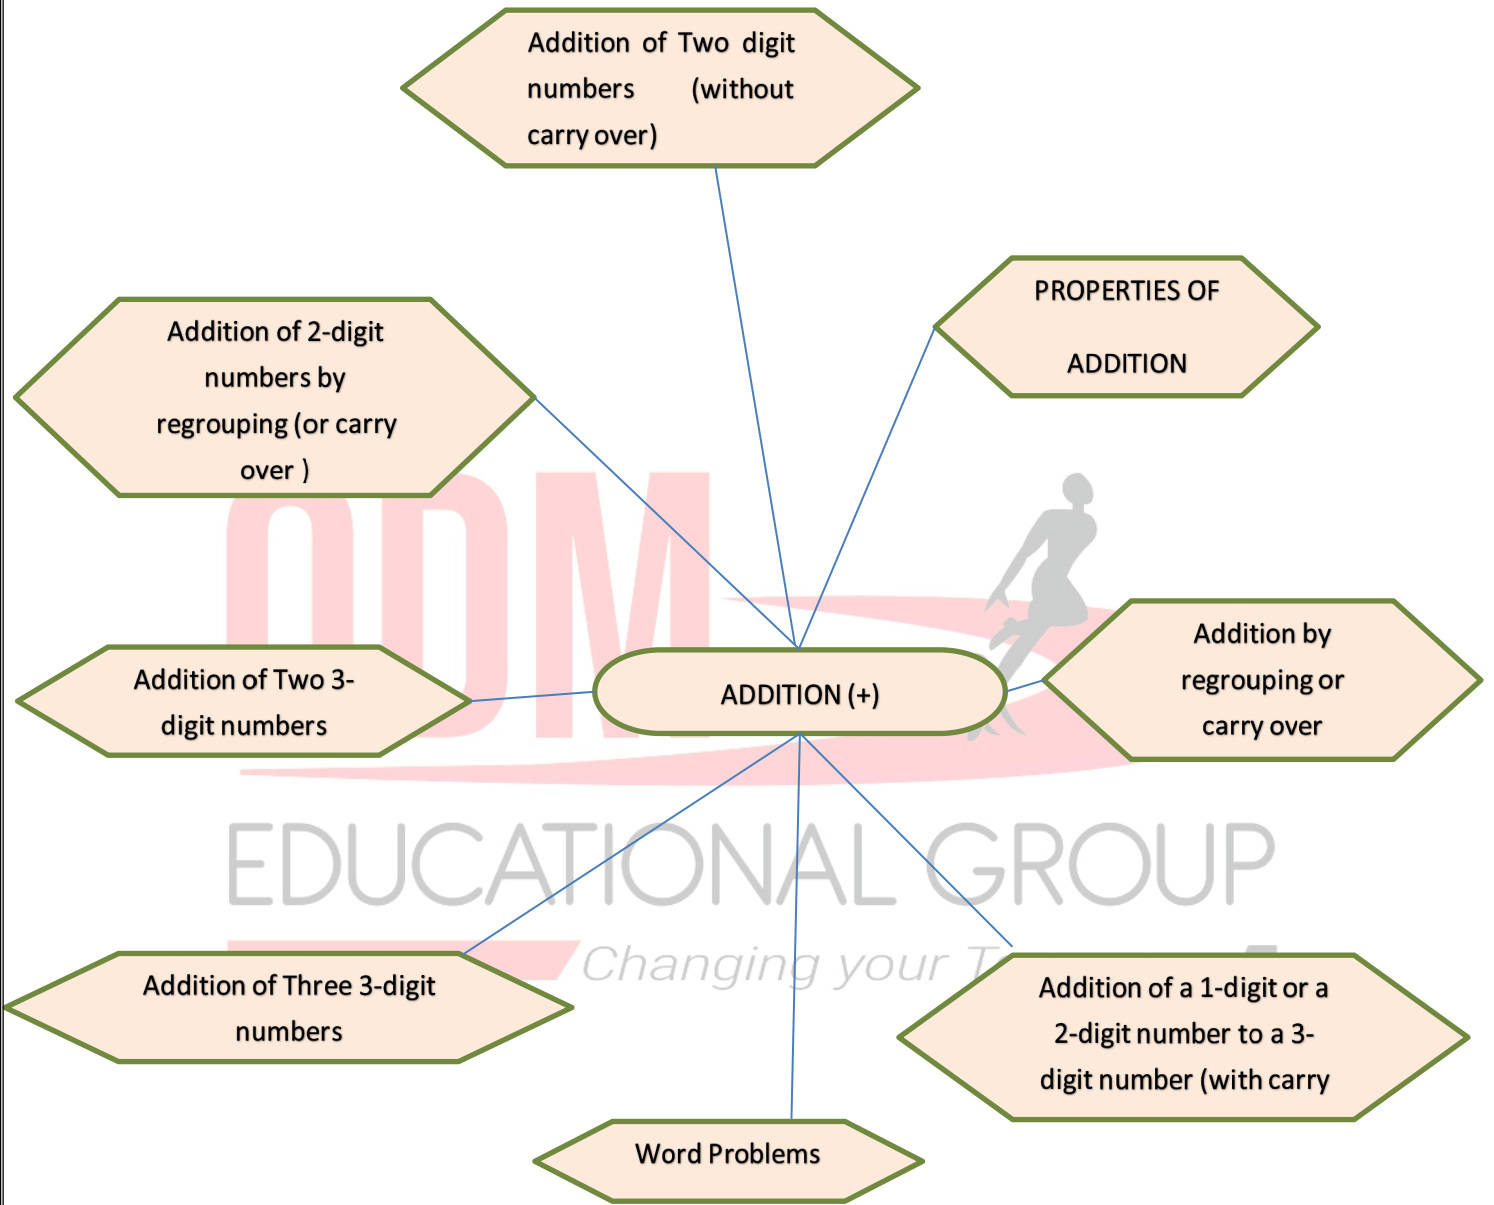 Addition of Two digit
numbers (without
carry over)
PROPERTIES OF
ADDITION
Addition of 2-digit
numbers by
regrouping (or carry
over )
Addition by
regrouping or
carry over
Addition of Two 3-
digit numbers
ADDITION (+)
ODM
EDUCATIONAL GROUP
Changing your
Addition of Three 3-digit
numbers
Addition of a 1-digit or a
2-digit number to a 3-
digit number (with carry
Word Problems